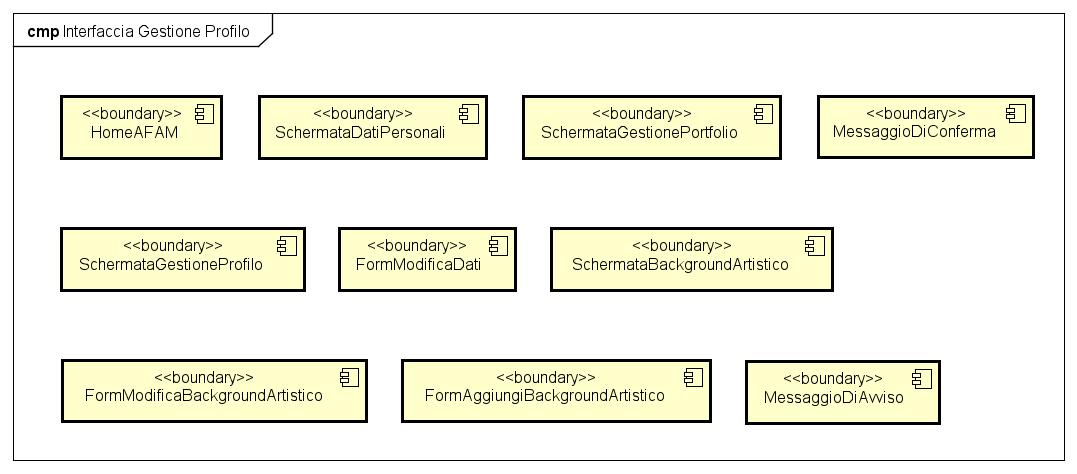 cmp Interfaccia Gestione Profilo
<<boundary>>
HomeAFAM
<<boundary>>
SchermataDatiPersonali
<<boundary>>
SchermataGestionePortfolio
<<boundary>>
MessaggioDiConferma
<<boundary>>
SchermataGestioneProfilo
<<boundary>>
FormModificaDati
<<boundary>>
SchermataBackgroundArtistico
<<boundary>>
FormModificaBackgroundArtistico
<<boundary>>
FormAggiungiBackgroundArtistico
<<boundary>>
MessaggioDiAvviso